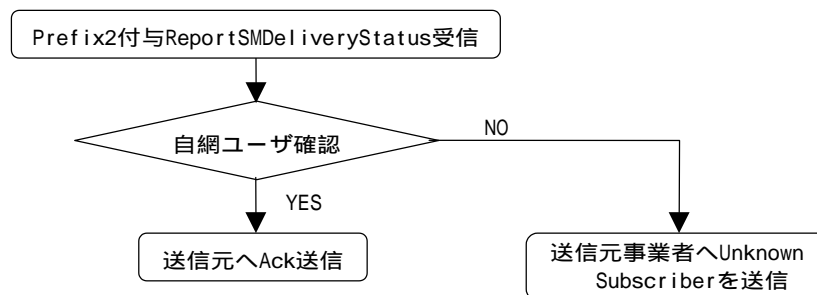 Prefix2付与ReportSMDeliveryStatus受信
自網ユーザ確認
NO
YES
送信元へAck送信
送信元事業者へUnknown
Subscriberを送信